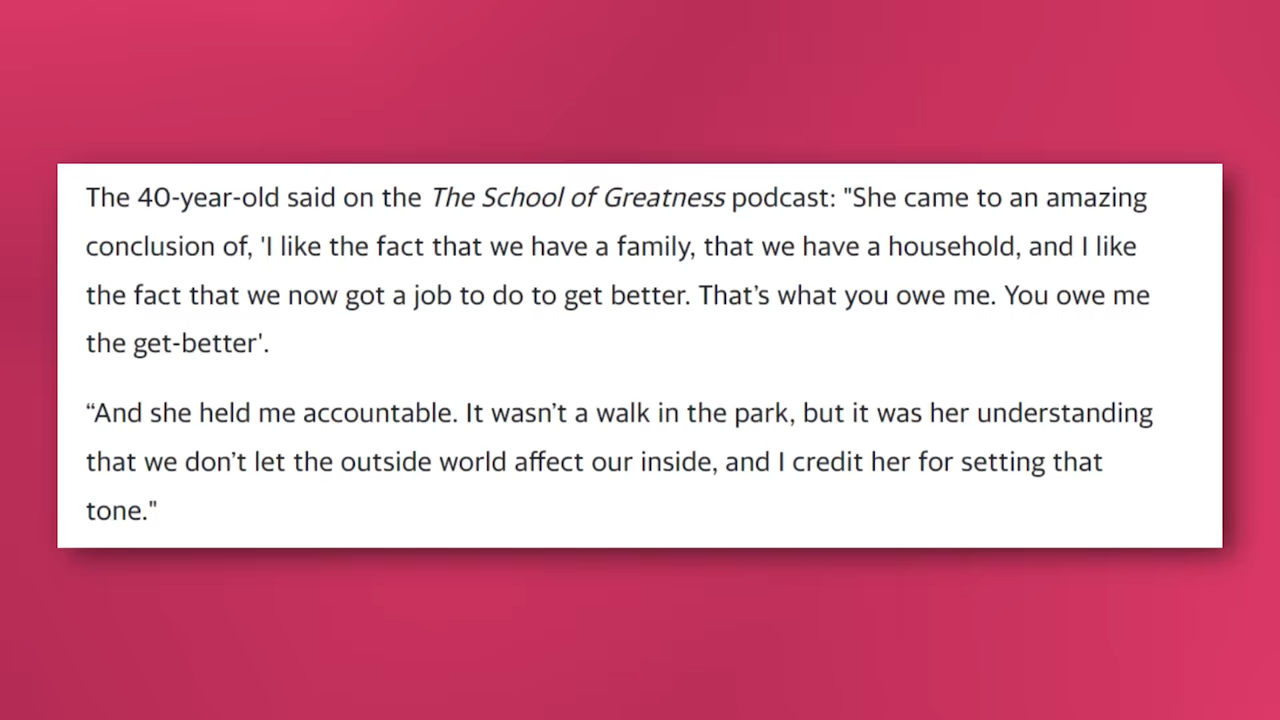 The 40-year-old said on the The School of Greatness podcast: "She came to an amazing
conclusion of, 'I like the fact that we have a family, that we have a household, and I like
the fact that we now got a job to do to get better. That’s what you owe me. You owe me
the get-better'.
“And she held me accountable. It wasn’t a walk in the park, but it was her understanding
that we don’t let the outside world affect our inside, and I credit her for setting that
tone."